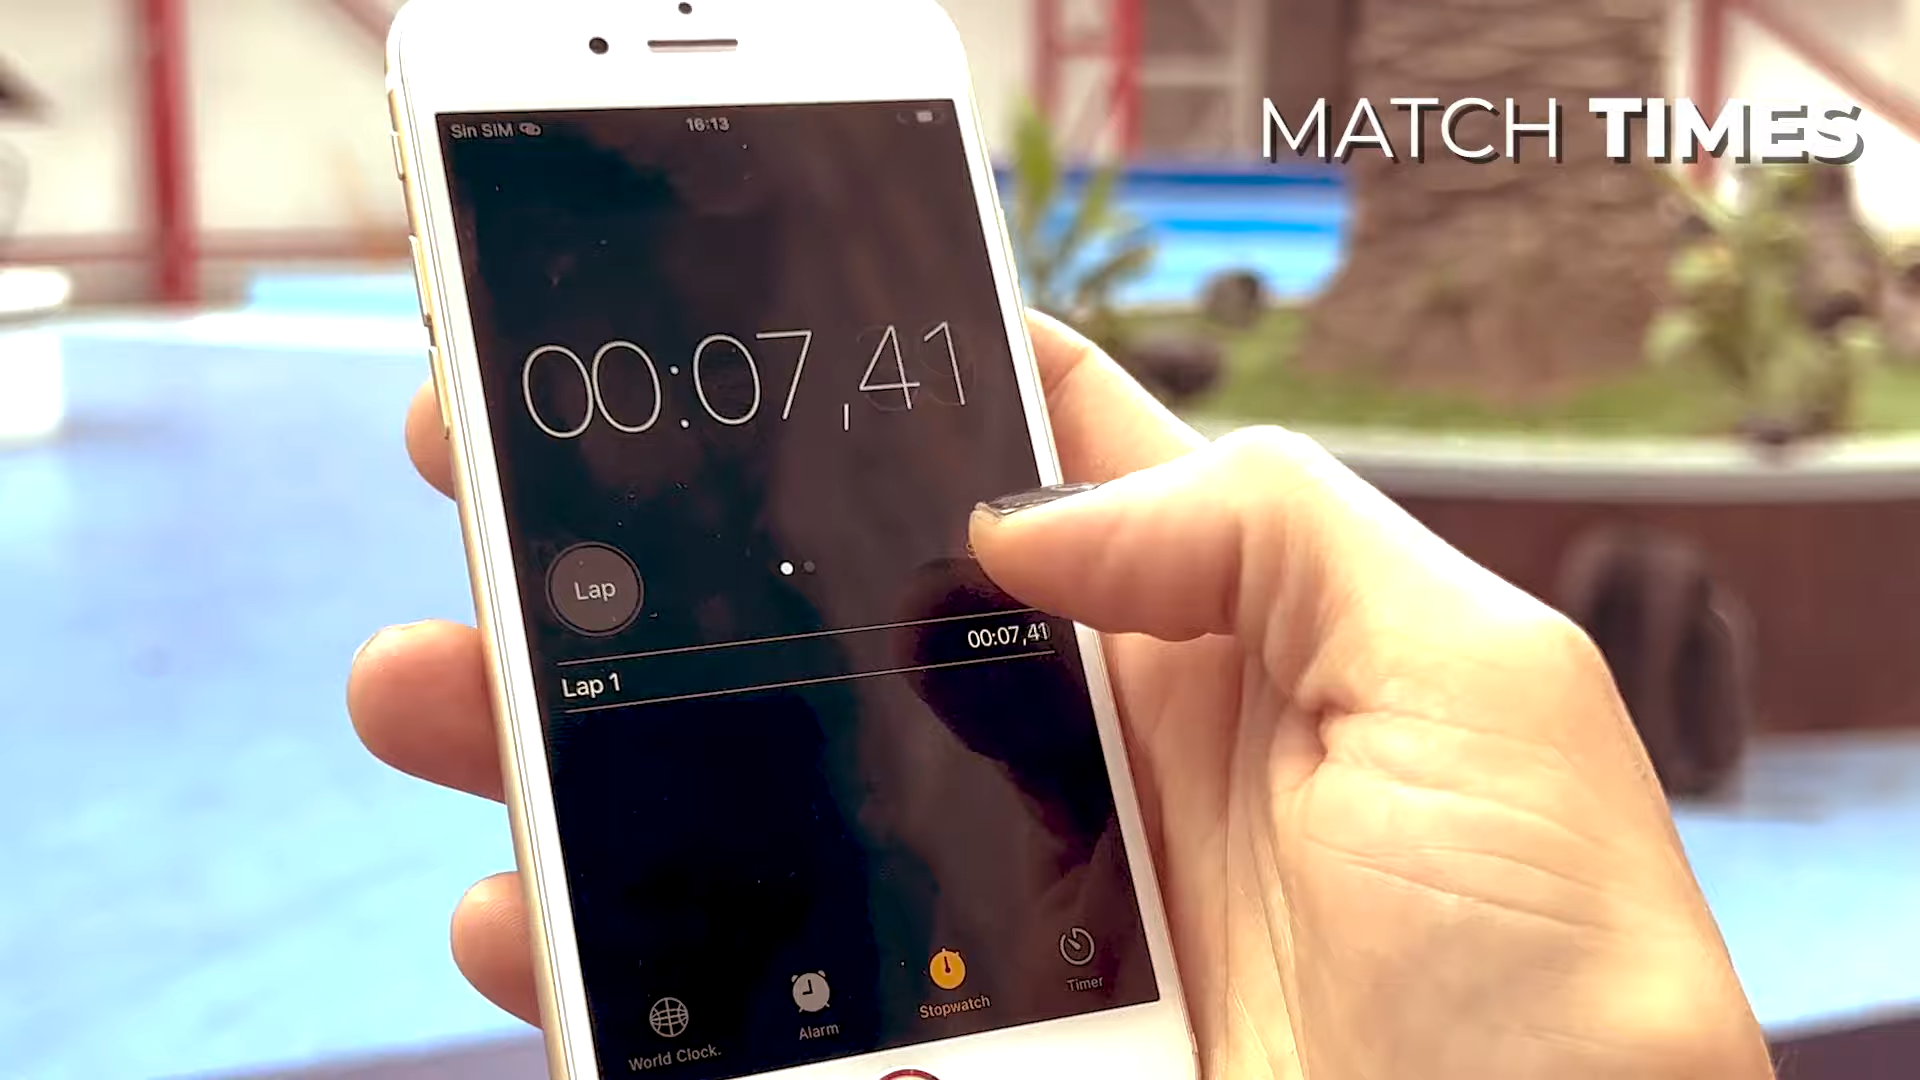 MATCH TIMES
Sin SIM 16:13
00:07,41
Lap
00:07,41
Lap 1
World Clock
Alarm
Stopwatch
Timer